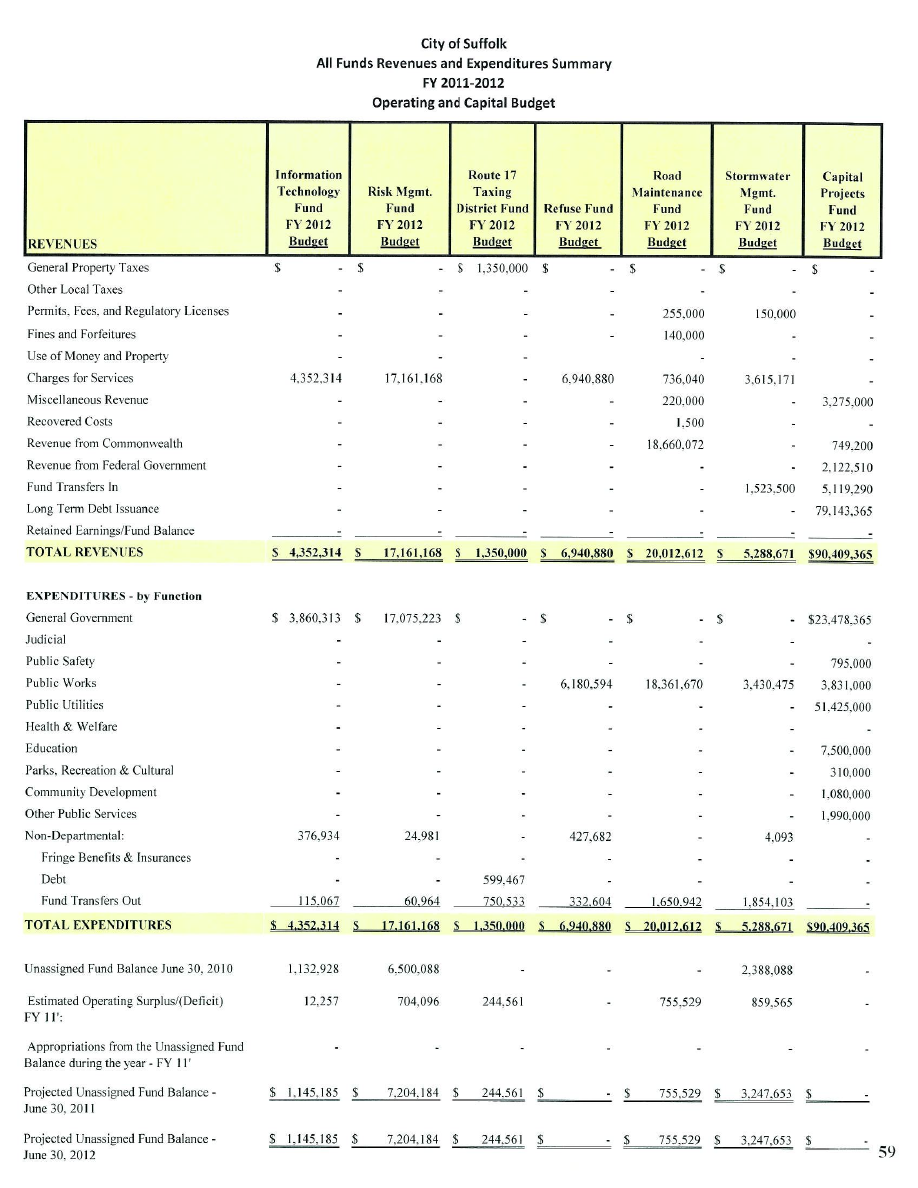 City of Suffolk
All Funds Revenues and Expenditures Summary
FY 2011-2012
Operating and Capital Budget
REVENUES Information Technology Fund FY 2012 Budget Risk Mgmt. Fund FY 2012 Budget Route 17 Taxing District Fund FY 2012 Budget Refuse Fund FY 2012 Budget Road Maintenance Fund FY 2012 Budget Stormwater Mgmt. Fund FY 2012 Budget Capital Projects Fund FY 2012 Budget
General Property Taxes $ - $ - $ 1,350,000 $ - $ - $ - $ -
Other Local Taxes - - - - - - -
Permits, Fees, and Regulatory Licenses - - - - 255,000 150,000 -
Fines and Forfeitures - - - - 140,000 - -
Use of Money and Property - - - - - -
Charges for Services 4,352,314 17,161,168 - 6,940,880 736,040 3,615,171 -
Miscellaneous Revenue - - - - 220,000 - 3,275,000
Recovered Costs - - - - 1,500 - -
Revenue from Commonwealth - - - - 18,660,072 - 749,200
Revenue from Federal Government - - - - - - 2,122,510
Fund Transfers In - - - - - 1,523,500 5,119,290
Long Term Debt Issuance - - - - - - 79,143,365
Retained Earnings/Fund Balance - - - - - - -
TOTAL REVENUES $ 4,352,314 $ 17,161,168 $ 1,350,000 $ 6,940,880 $ 20,012,612 $ 5,288,671 $90,409,365
EXPENDITURES - by Function
General Government $ 3,860,313 $ 17,075,223 $ - $ - $ - $ - $23,478,365
Judicial - - - - - - -
Public Safety - - - - - - 795,000
Public Works - - - 6,180,594 18,361,670 3,430,475 3,831,000
Public Utilities - - - - - - 51,425,000
Health & Welfare - - - - - - -
Education - - - - - - 7,500,000
Parks, Recreation & Cultural - - - - - - 310,000
Community Development - - - - - - 1,080,000
Other Public Services - - - - - - 1,990,000
Non-Departmental: 376,934 24,981 - 427,682 - 4,093 -
Fringe Benefits & Insurances - - - - - - -
Debt - - 599,467 - - - -
Fund Transfers Out 115,067 60,964 750,533 332,604 1,650,942 1,854,103 -
TOTAL EXPENDITURES $ 4,352,314 $ 17,161,168 $ 1,350,000 $ 6,940,880 $ 20,012,612 $ 5,288,671 $90,409,365
Unassigned Fund Balance June 30, 2010 1,132,928 6,500,088 - - - 2,388,088 -
Estimated Operating Surplus/(Deficit) 12,257 704,096 244,561 - 755,529 859,565 -
FY 11':
Appropriations from the Unassigned Fund - - - - - - -
Balance during the year - FY 11'
Projected Unassigned Fund Balance - $ 1,145,185 $ 7,204,184 $ 244,561 $ - $ 755,529 $ 3,247,653 $ -
June 30, 2011
Projected Unassigned Fund Balance - $ 1,145,185 $ 7,204,184 $ 244,561 $ - $ 755,529 $ 3,247,653 $ -
June 30, 2012
59